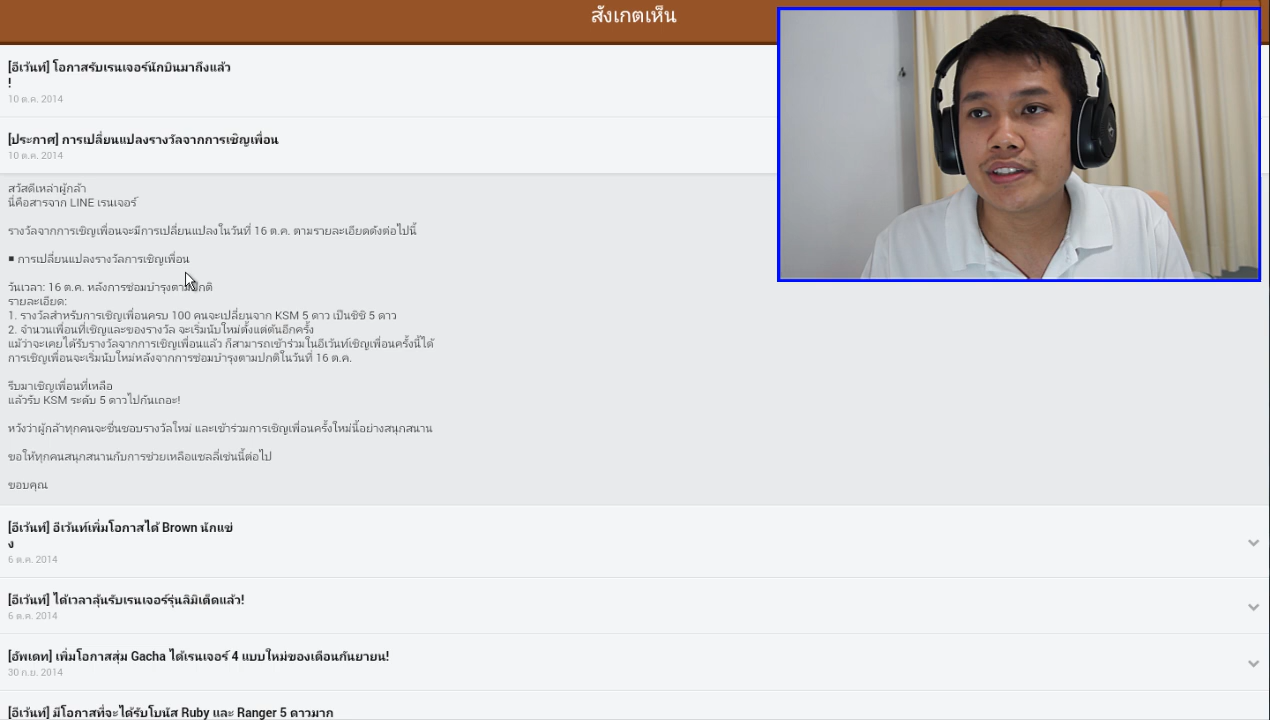 สังเกตเห็น
[อีเว้นท์] โอกาสรับเรนเจอร์นักบินมาถึงแล้ว
!
10 ต.ค. 2014
[ประกาศ] การเปลี่ยนแปลงรางวัลจากการเชิญเพื่อน
10 ต.ค. 2014
สวัสดีเหล่าผู้กล้า
นี่คือสารจาก LINE เรนเจอร์
รางวัลจากการเชิญเพื่อนจะมีการเปลี่ยนแปลงในวันที่ 16 ต.ค. ตามรายละเอียดดังต่อไปนี้
■ การเปลี่ยนแปลงรางวัลการเชิญเพื่อน
วันเวลา: 16 ต.ค. หลังการซ่อมบำรุงตามปกติ
รายละเอียด:
1. รางวัลสำหรับการเชิญเพื่อนครบ 100 คนจะเปลี่ยนจาก KSM 5 ดาว เป็นชิซิ 5 ดาว
2. จำนวนเพื่อนที่เชิญและของรางวัล จะเริ่มนับใหม่ตั้งแต่ต้นอีกครั้ง
แม้ว่าจะเคยได้รับรางวัลจากการเชิญเพื่อนแล้ว ก็สามารถเข้าร่วมในอีเว้นท์เชิญเพื่อนครั้งนี้ได้
การเชิญเพื่อนจะเริ่มนับใหม่หลังจากการซ่อมบำรุงตามปกติในวันที่ 16 ต.ค.
รีบมาเชิญเพื่อนที่เหลือ
แล้วรับ KSM ระดับ 5 ดาวไปกันเถอะ!
หวังว่าผู้กล้าทุกคนจะชื่นชอบรางวัลใหม่ และเข้าร่วมการเชิญเพื่อนครั้งใหม่นี้อย่างสนุกสนาน
ขอให้ทุกคนสนุกสนานกับการช่วยเหลือแซลลี่เช่นนี้ต่อไป
ขอบคุณ
[อีเว้นท์] อีเว้นท์เพิ่มโอกาสได้ Brown นักแข่
ง
6 ต.ค. 2014
[อีเว้นท์] ได้เวลาลุ้นรับเรนเจอร์รุ่นลิมิเต็ดแล้ว!
6 ต.ค. 2014
[อัพเดท] เพิ่มโอกาสสุ่ม Gacha ได้เรนเจอร์ 4 แบบใหม่ของเดือนกันยายน!
30 ก.ย. 2014
[อีเว้นท์] มีโอกาสที่จะได้รับโบนัส Ruby และ Ranger 5 ดาวมาก